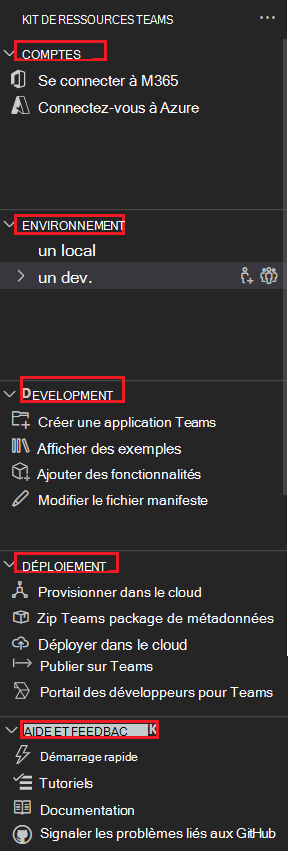 KIT DE RESSOURCES TEAMS
COMPTES
Se connecter à M365
Connectez-vous à Azure
ENVIRONNEMENT
un local
un dev.
DEVELOPMENT
Créer une application Teams
Afficher des exemples
Ajouter des fonctionnalités
Modifier le fichier manifeste
DÉPLOIEMENT
Provisionner dans le cloud
Zip Teams package de métadonnées
Déployer dans le cloud
Publier sur Teams
Portail des développeurs pour Teams
AIDE ET FEEDBAC K
Démarrage rapide
Tutoriels
Documentation
Signaler les problèmes liés aux GitHub